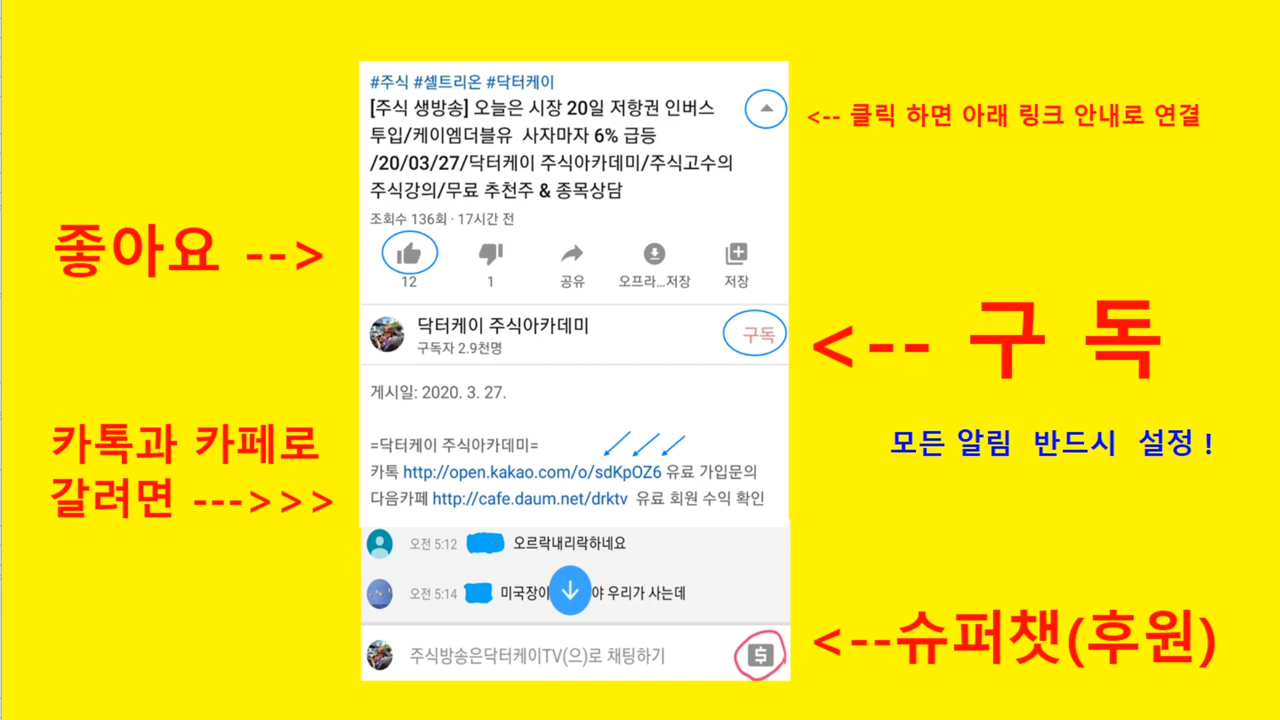 #주식 #셀트리온 #닥터케이
[주식 생방송] 오늘은 시장 20일 저항권 인버스
투입/케이엠더블유 사자마자 6% 급등
/20/03/27/닥터케이 주식아카데미/주식고수의
주식강의/무료 추천주 & 종목상담
<-- 클릭 하면 아래 링크 안내로 연결
조회수 136회 · 17시간 전
좋아요 -->
12
1
공유
오프라...저장
저장
닥터케이 주식아카데미
구독자 2.9천명
구독
<-- 구 독
게시일: 2020. 3. 27.
모든 알림 반드시 설정 !
카톡과 카페로
갈려면 --->>>
=닥터케이 주식아카데미=
카톡 http://open.kakao.com/o/sdKpOZ6 유료 가입문의
다음카페 http://cafe.daum.net/drktv 유료 회원 수익 확인
오전 5:12 오르락내리락하네요
오전 5:14 미국장이 야 우리가 사는데
주식방송은닥터케이TV(으)로 채팅하기
<--슈퍼챗(후원)